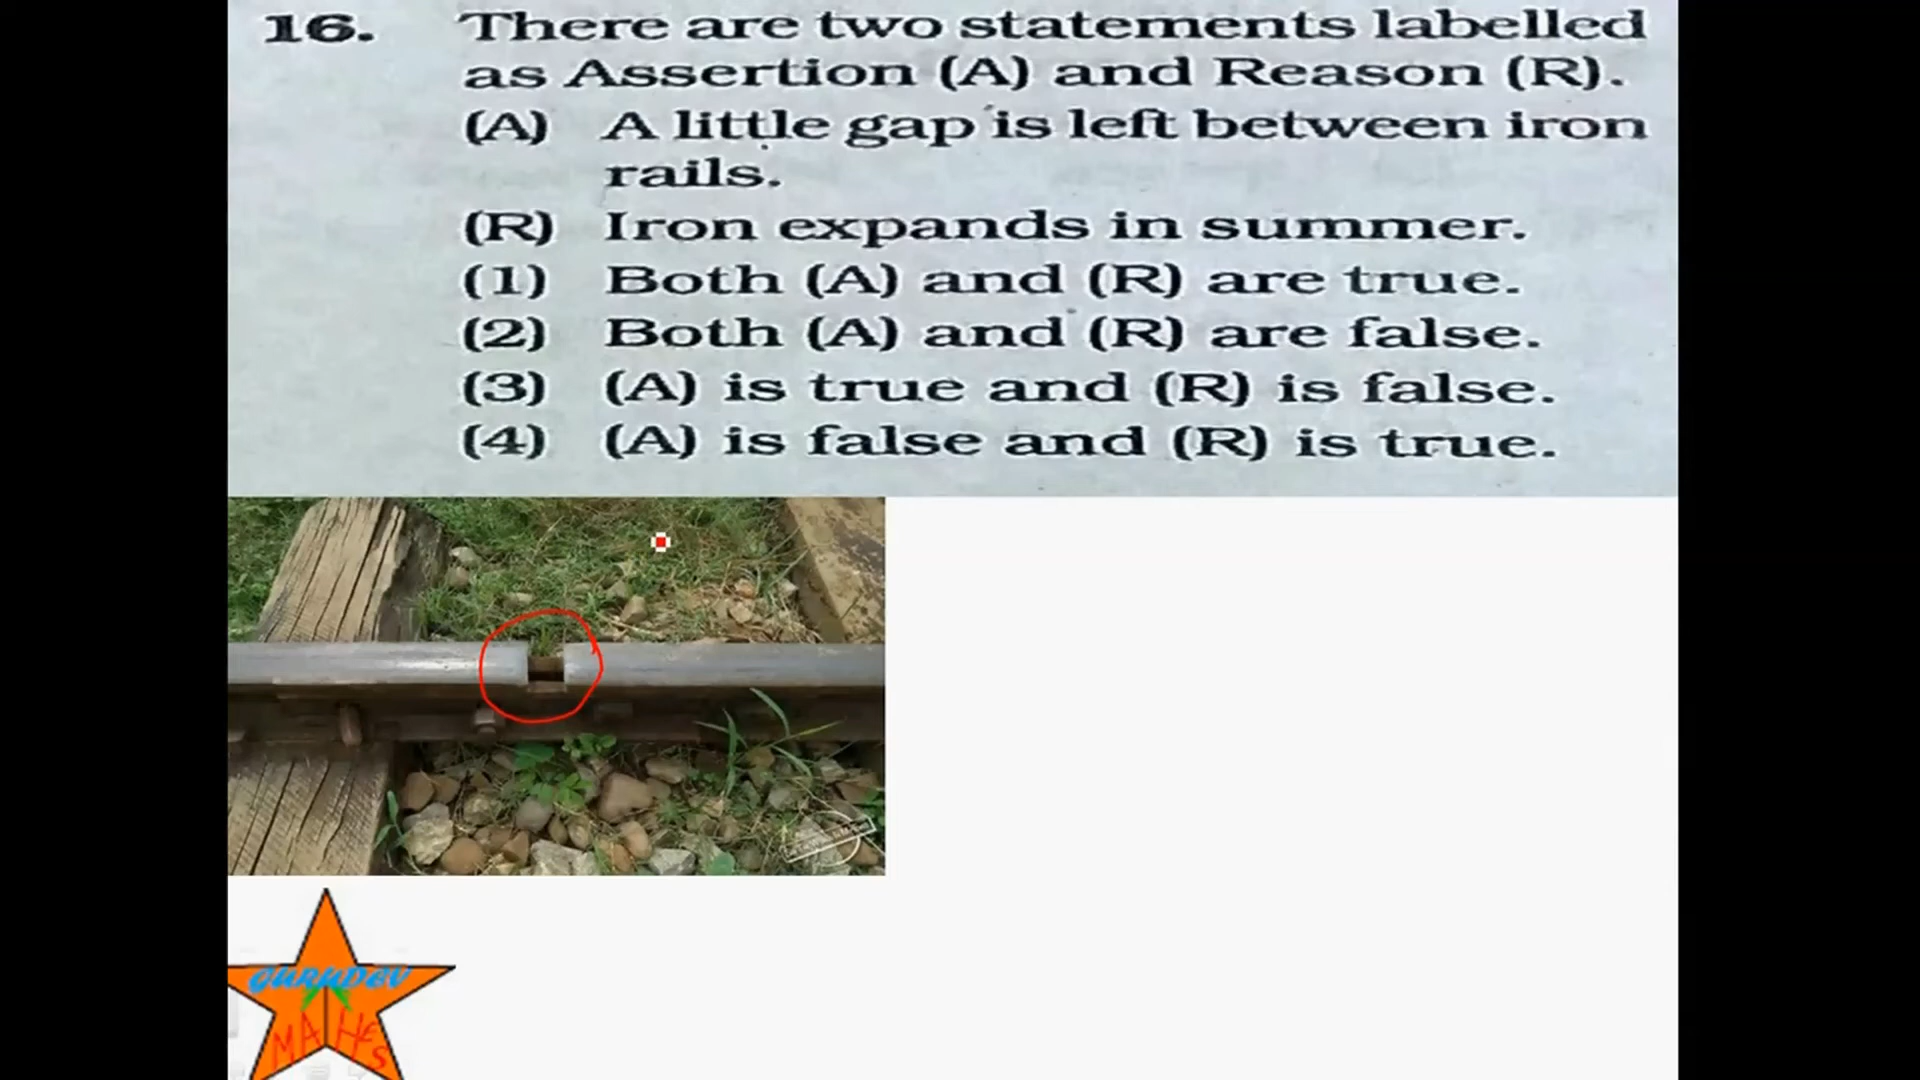 16. There are two statements labelled
as Assertion (A) and Reason (R).
(A) A little gap is left between iron
rails.
(R) Iron expands in summer.
(1) Both (A) and (R) are true.
(2) Both (A) and (R) are false.
(3) (A) is true and (R) is false.
(4) (A) is false and (R) is true.
GURUDEV
MATHS